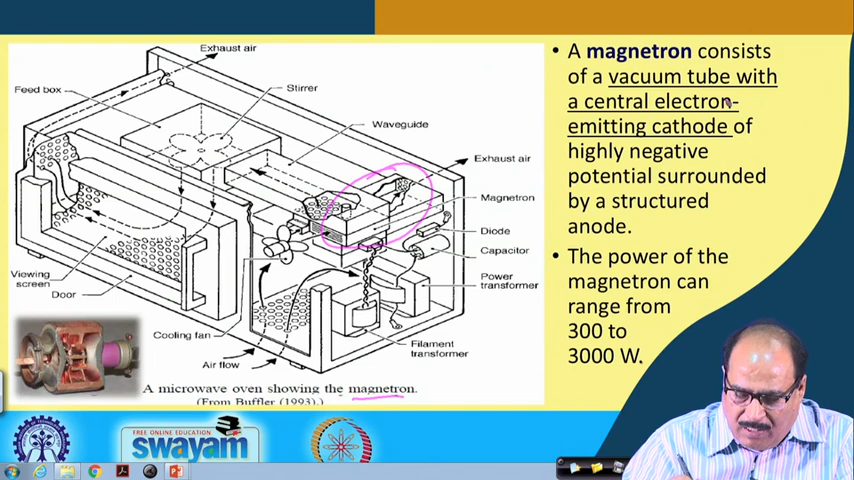 Exhaust air
Feed box
Stirrer
Waveguide
Exhaust air
Magnetron
Diode
Capacitor
Power
transformer
Viewing
screen
Door
Cooling fan
Air flow
Filament
transformer
A microwave oven showing the magnetron.
(From Buffler (1993).)
• A magnetron consists
of a vacuum tube with
a central electron-
emitting cathode of
highly negative
potential surrounded
by a structured
anode.
• The power of the
magnetron can
range from
300 to
3000 W.
FREE ONLINE EDUCATION
swayam